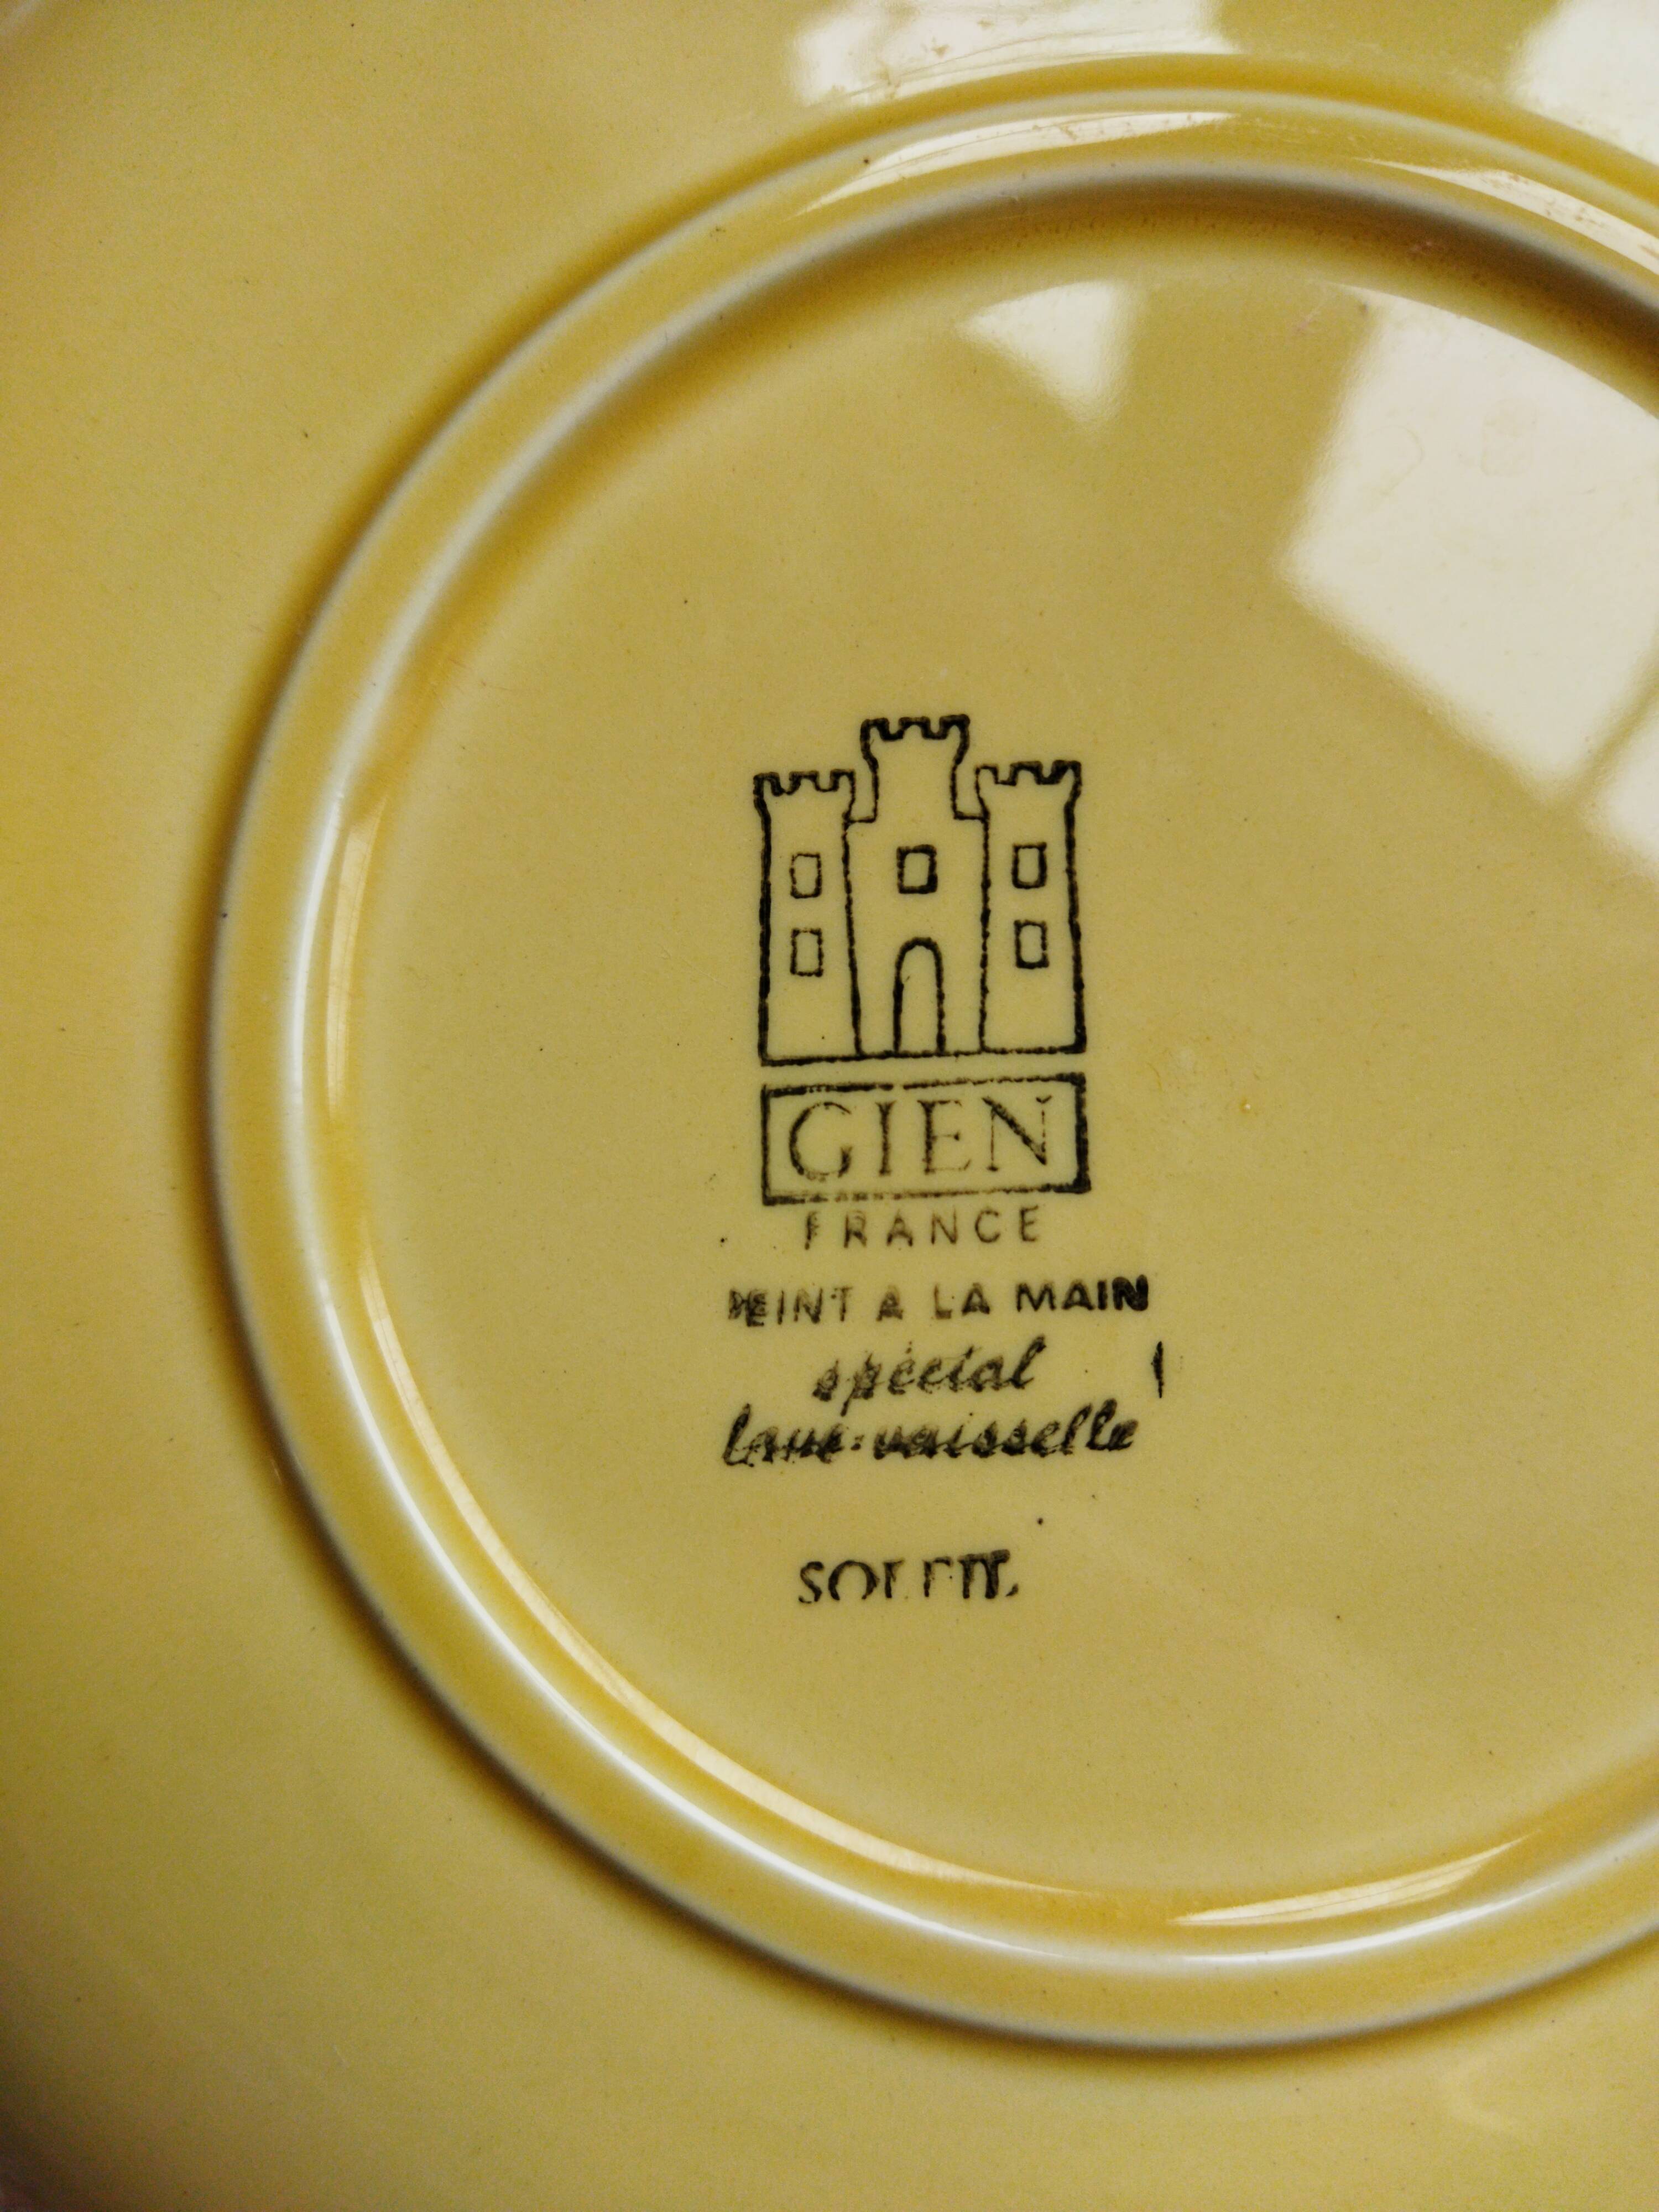 GIEN
FRANCE
PEINT A LA MAIN
spécial
lave-vaisselle
SOLEIL